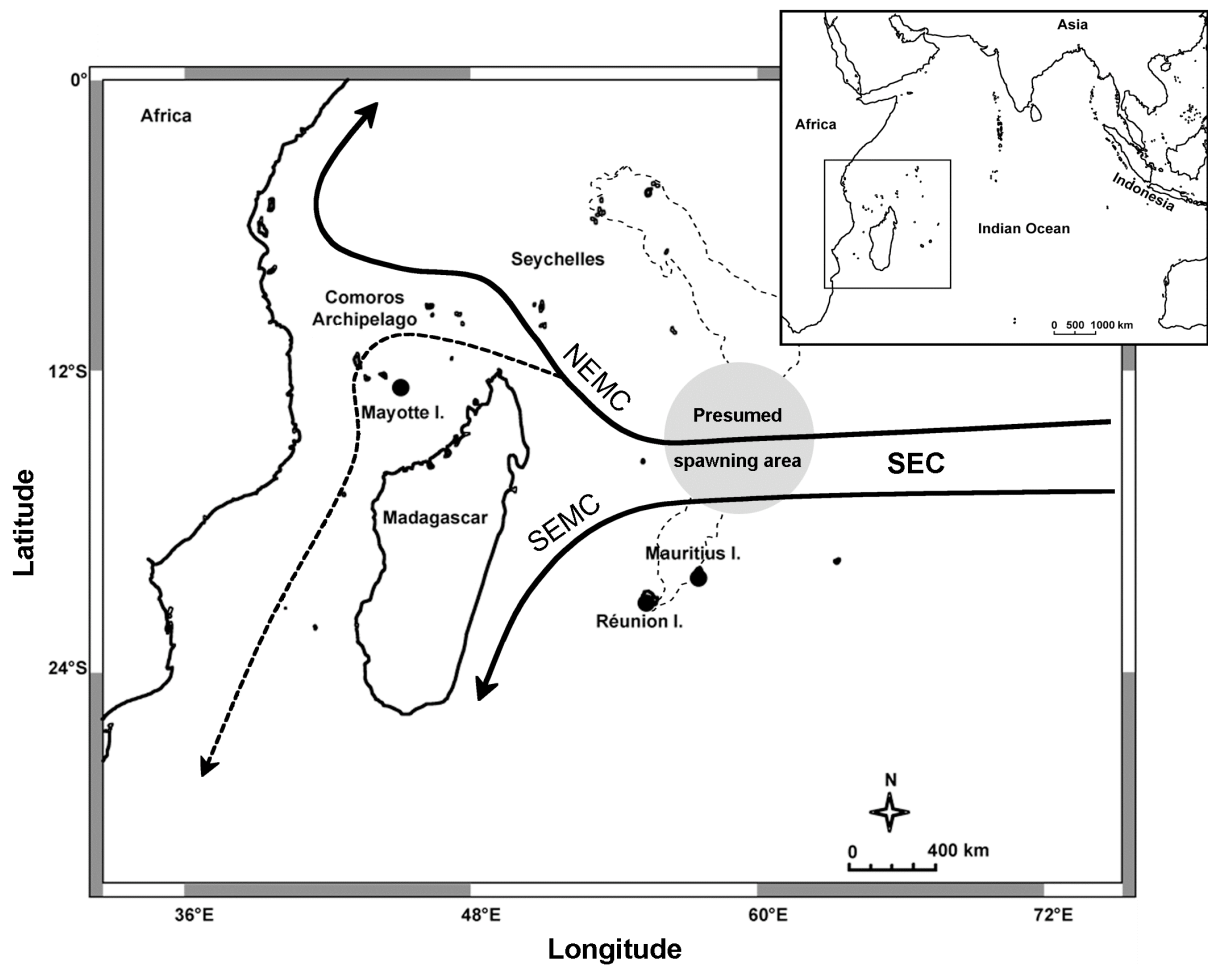 Asia
Africa
Indonesia
Indian Ocean
0 500 1000 km
0°
Africa
Seychelles
Comoros
Archipelago
12°S
NEMC
Mayotte I.
Presumed
spawning area
SEC
Madagascar
SEMC
Mauritius I.
Réunion I.
24°S
Latitude
N
0 400 km
36°E 48°E 60°E 72°E
Longitude